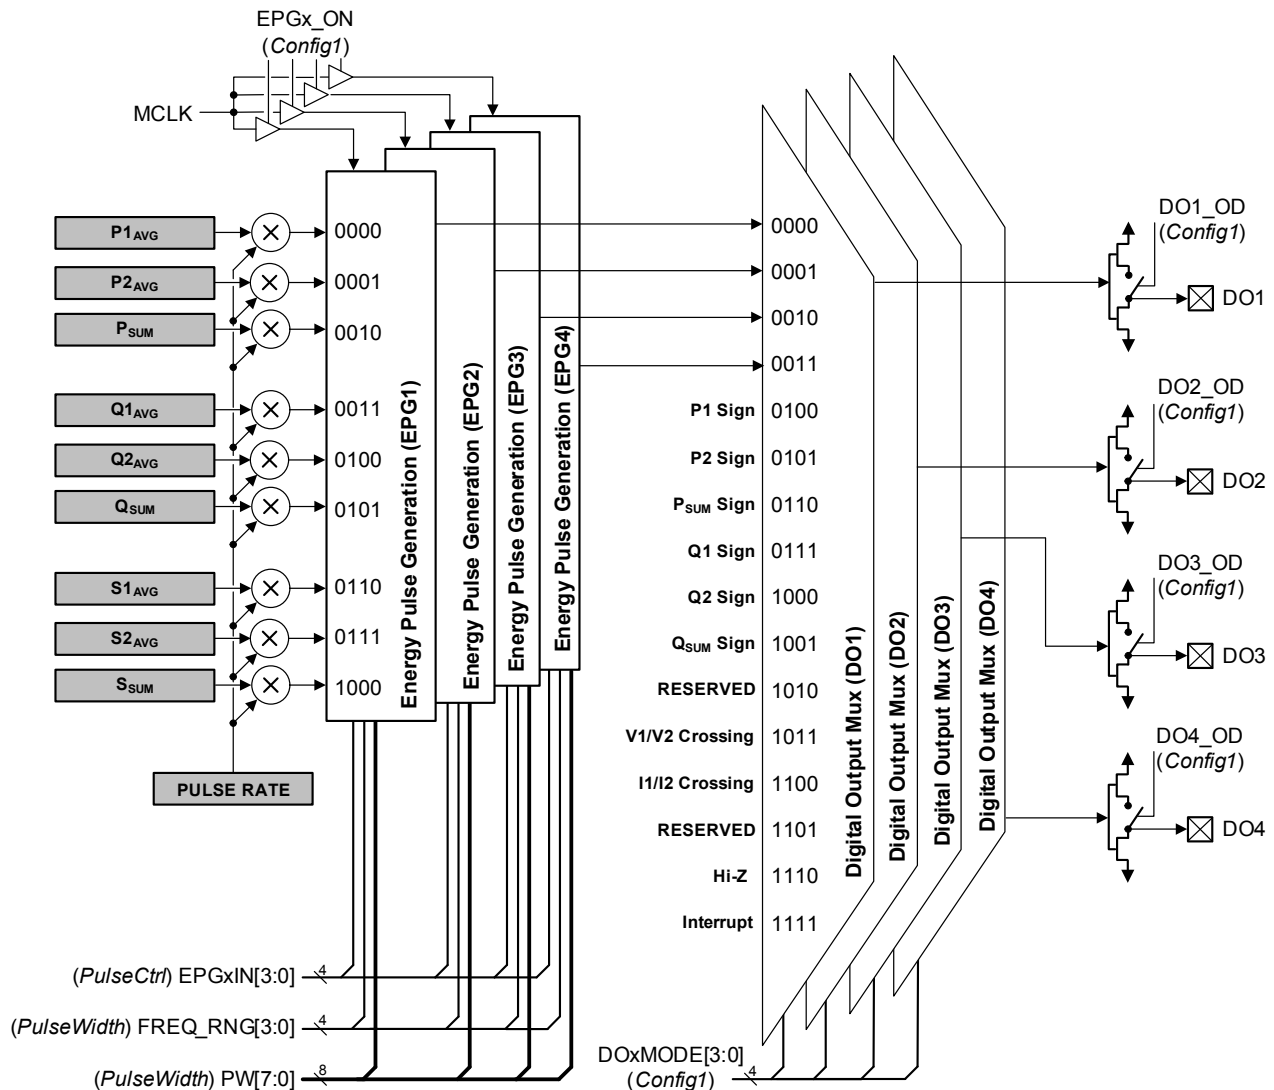 EPGx_ON
(Config1)
MCLK
P1AVG
P2AVG
PSUM
Q1AVG
Q2AVG
QSUM
S1AVG
S2AVG
SSUM
PULSE RATE
0000
0001
0010
0011
0100
0101
0110
0111
1000
Energy Pulse Generation (EPG1)
Energy Pulse Generation (EPG2)
Energy Pulse Generation (EPG3)
Energy Pulse Generation (EPG4)
(PulseCtrl) EPGxIN[3:0] 4
(PulseWidth) FREQ_RNG[3:0] 4
(PulseWidth) PW[7:0] 8
0000
0001
0010
0011
P1 Sign 0100
P2 Sign 0101
PSUM Sign 0110
Q1 Sign 0111
Q2 Sign 1000
QSUM Sign 1001
RESERVED 1010
V1/V2 Crossing 1011
I1/I2 Crossing 1100
RESERVED 1101
Hi-Z 1110
Interrupt 1111
Digital Output Mux (DO1)
Digital Output Mux (DO2)
Digital Output Mux (DO3)
Digital Output Mux (DO4)
DOxMODE[3:0] 4
(Config1)
DO1_OD
(Config1)
DO1
DO2_OD
(Config1)
DO2
DO3_OD
(Config1)
DO3
DO4_OD
(Config1)
DO4